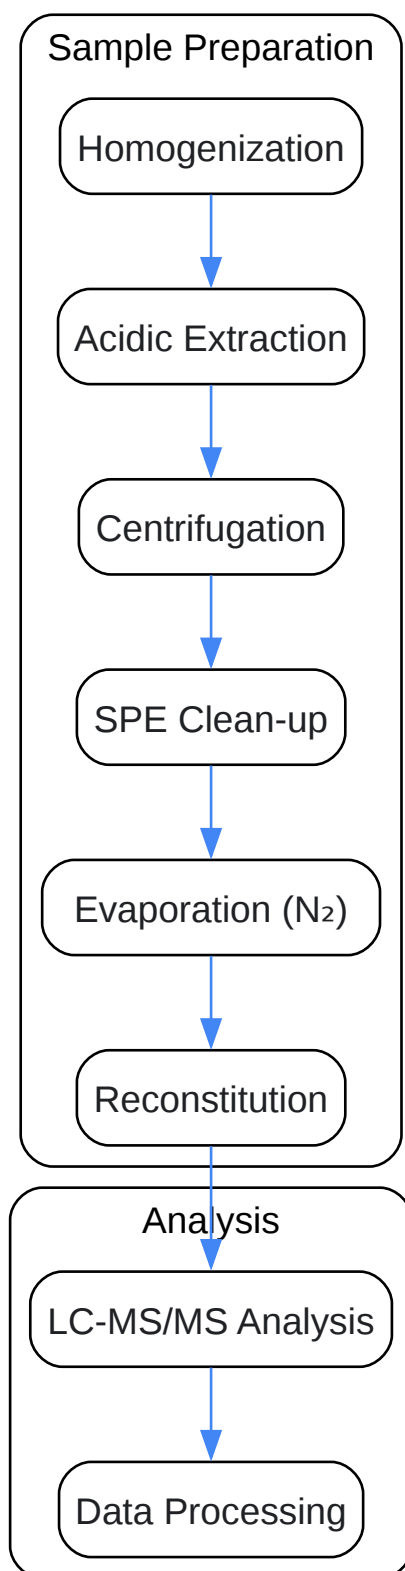 Sample Preparation
Homogenization
Acidic Extraction
Centrifugation
SPE Clean-up
Evaporation (N₂)
Reconstitution
Analysis
LC-MS/MS Analysis
Data Processing